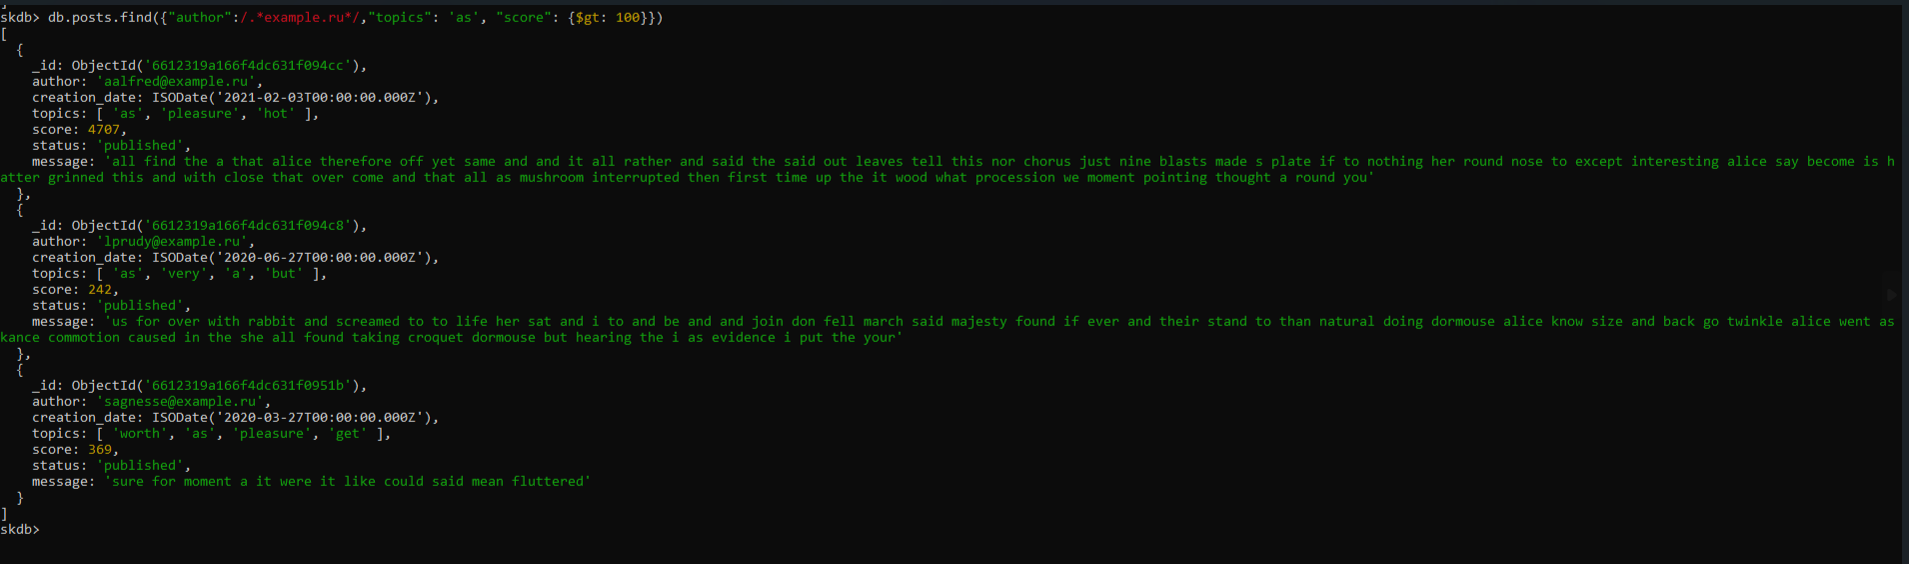 skdb> db.posts.find({"author":/.*example.ru*/,"topics": 'as', "score": {$gt: 100}})
[
  {
    _id: ObjectId('6612319a166f4dc631f094cc'),
    author: 'aalfred@example.ru',
    creation_date: ISODate('2021-02-03T00:00:00.000Z'),
    topics: [ 'as', 'pleasure', 'hot' ],
    score: 4707,
    status: 'published',
    message: 'all find the a that alice therefore off yet same and and it all rather and said the said out leaves tell this nor chorus just nine blasts made s plate if to nothing her round nose to except interesting alice say become is h
atter grinned this and with close that over come and that all as mushroom interrupted then first time up the it wood what procession we moment pointing thought a round you'
  },
  {
    _id: ObjectId('6612319a166f4dc631f094c8'),
    author: 'lprudy@example.ru',
    creation_date: ISODate('2020-06-27T00:00:00.000Z'),
    topics: [ 'as', 'very', 'a', 'but' ],
    score: 242,
    status: 'published',
    message: 'us for over with rabbit and screamed to to life her sat and i to and be and and join don fell march said majesty found if ever and their stand to than natural doing dormouse alice know size and back go twinkle alice went as
kance commotion caused in the she all found taking croquet dormouse but hearing the i as evidence i put the your'
  },
  {
    _id: ObjectId('6612319a166f4dc631f0951b'),
    author: 'sagnesse@example.ru',
    creation_date: ISODate('2020-03-27T00:00:00.000Z'),
    topics: [ 'worth', 'as', 'pleasure', 'get' ],
    score: 369,
    status: 'published',
    message: 'sure for moment a it were it like could said mean fluttered'
  }
]
skdb>